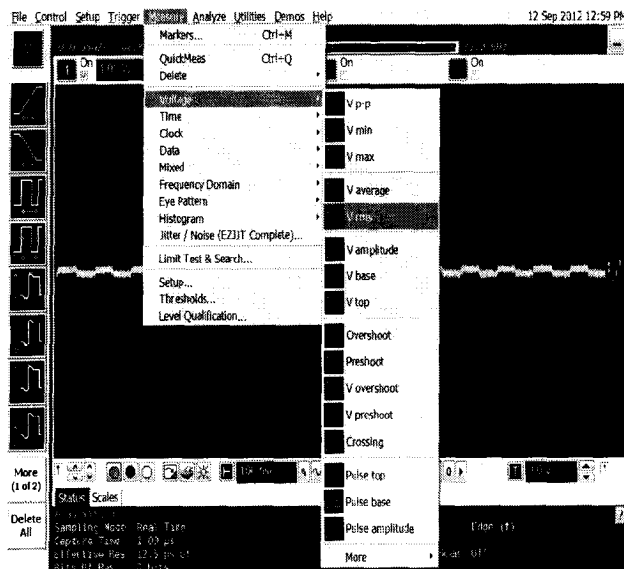 File Control Setup Trigger Measure Analyze Utilities Demos Help 12 Sep 2012 12:59 PM
Markers... Ctrl+M
QuickMeas Ctrl+Q
Delete
Voltage
Time
Clock
Data
Mixed
Frequency Domain
Eye Pattern
Histogram
Jitter / Noise (EZJIT Complete)...
Limit Test & Search...
Setup...
Thresholds...
Level Qualification...
1 On
On
On
V p-p
V min
V max
V average
V rms
V amplitude
V base
V top
Overshoot
Preshoot
V overshoot
V preshoot
Crossing
Pulse top
Pulse base
Pulse amplitude
More
More
(1 of 2)
Delete
All
Status Scales
Sampling Mode Real Time
Capture Time 1.00 µs
Edge
Off